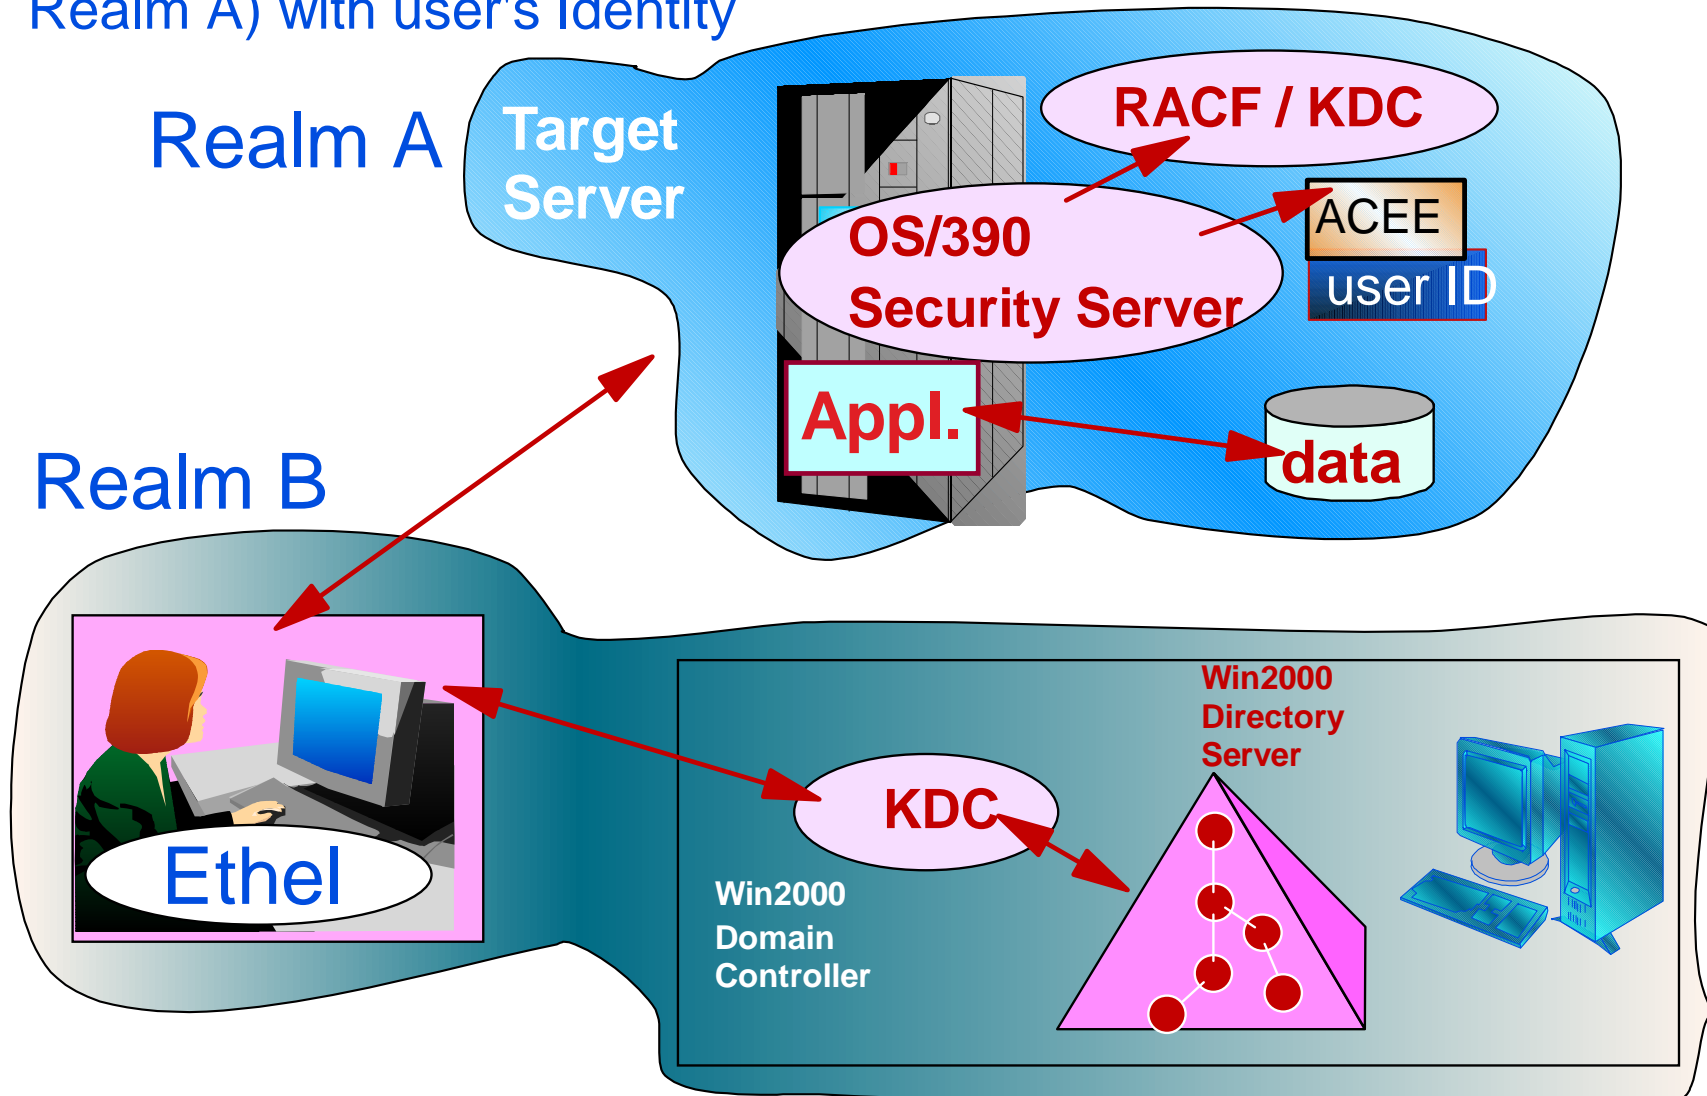 Realm A) with user's Identity
Realm A
Target
Server
RACF / KDC
OS/390
Security Server
ACEE
user ID
Appl.
data
Realm B
Ethel
KDC
Win2000
Domain
Controller
Win2000
Directory
Server